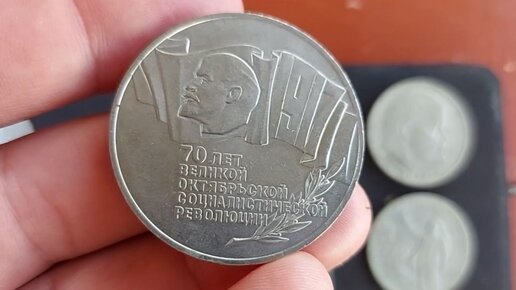 1917
70 ЛЕТ
ВЕЛИКОЙ
ОКТЯБРЬСКОЙ
СОЦИАЛИСТИЧЕСКОЙ
РЕВОЛЮЦИИ